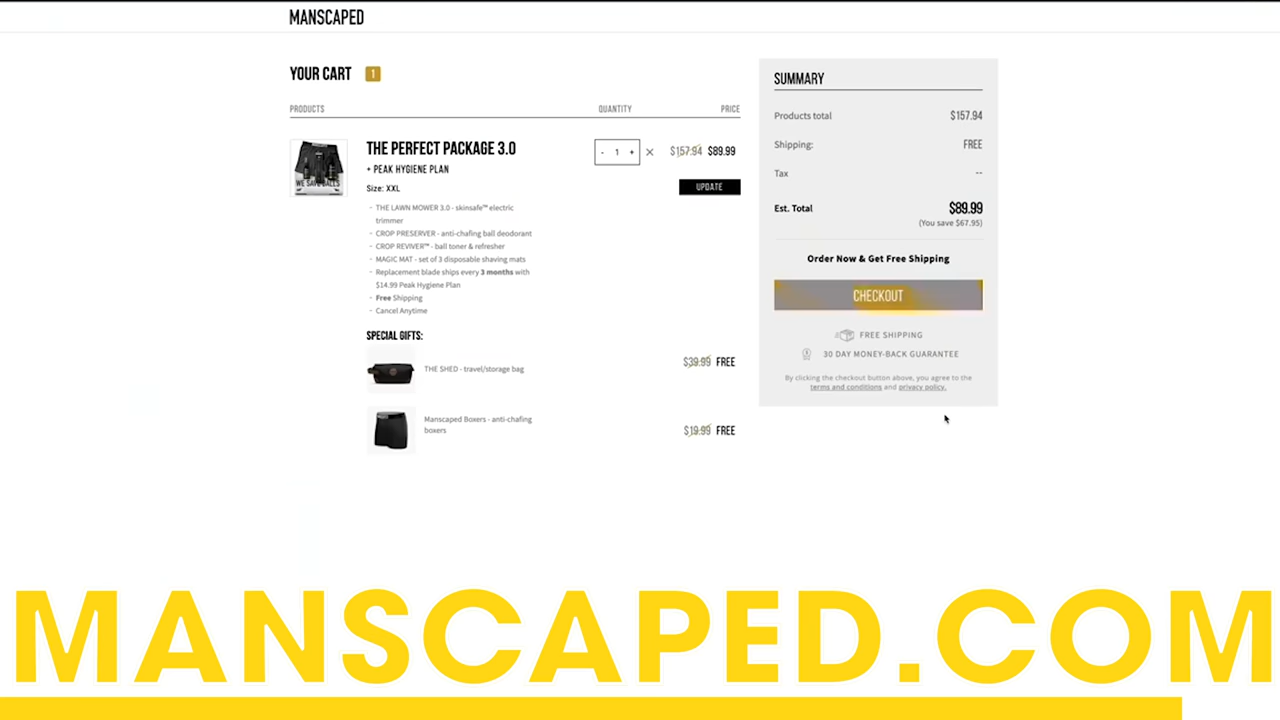 MANSCAPED
YOUR CART 1
PRODUCTS QUANTITY PRICE
THE PERFECT PACKAGE 3.0 - 1 + × $157.94 $89.99
+ PEAK HYGIENE PLAN
Size: XXL UPDATE
- THE LAWN MOWER 3.0 - skinsafe™ electric
trimmer
- CROP PRESERVER - anti-chafing ball deodorant
- CROP REVIVER™ - ball toner & refresher
- MAGIC MAT - set of 3 disposable shaving mats
- Replacement blade ships every 3 months with
$14.99 Peak Hygiene Plan
- Free Shipping
- Cancel Anytime
SPECIAL GIFTS:
THE SHED - travel/storage bag $39.99 FREE
Manscaped Boxers - anti-chafing
boxers $19.99 FREE
SUMMARY
Products total $157.94
Shipping: FREE
Tax --
Est. Total $89.99
(You save $67.95)
Order Now & Get Free Shipping
CHECKOUT
FREE SHIPPING
30 DAY MONEY-BACK GUARANTEE
By clicking the checkout button above, you agree to the
terms and conditions and privacy policy.
MANSCAPED.COM